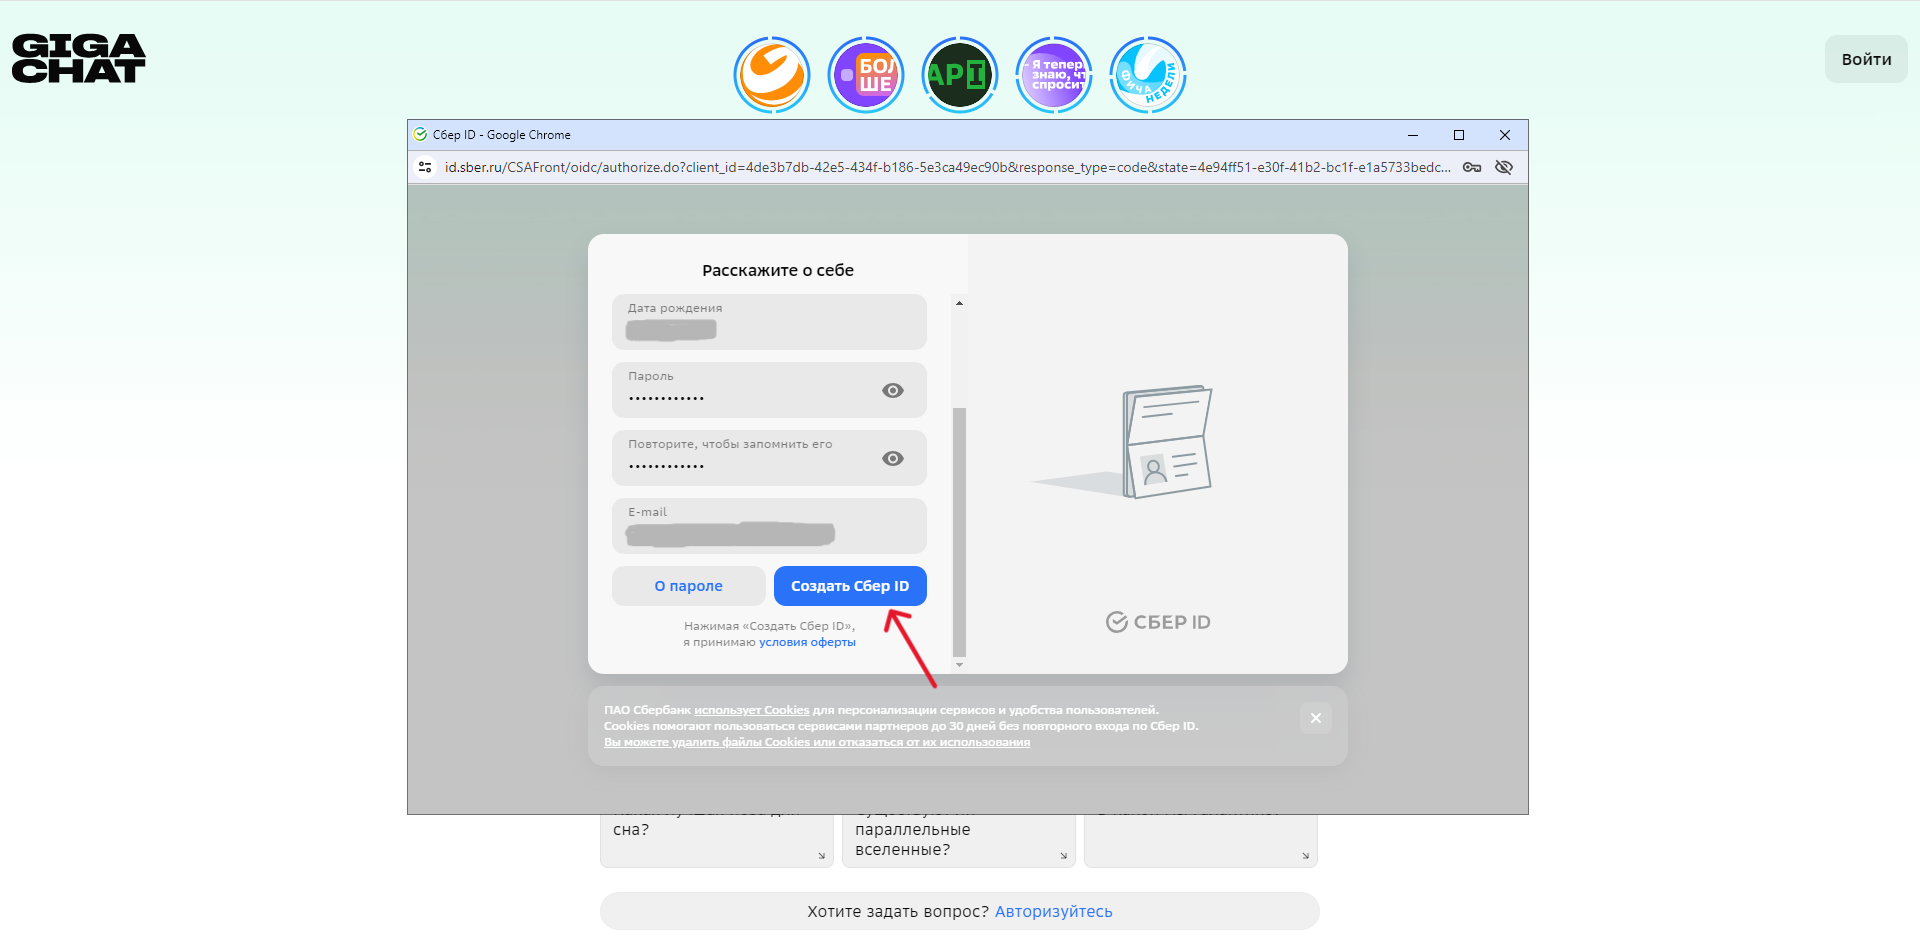 GIGA
CHAT
БОЛ
ШЕ
API
- Я теперь
знаю, чт
спросит
ВИЧА
НЕДЕЛИ
Войти
Сбер ID - Google Chrome
id.sber.ru/CSAFront/oidc/authorize.do?client_id=4de3b7db-42e5-434f-b186-5e3ca49ec90b&response_type=code&state=4e94ff51-e30f-41b2-bc1f-e1a5733bedc...
Расскажите о себе
Дата рождения
Пароль
Повторите, чтобы запомнить его
E-mail
О пароле
Создать Сбер ID
Нажимая «Создать Сбер ID»,
я принимаю условия оферты
СБЕР ID
ПАО Сбербанк использует Cookies для персонализации сервисов и удобства пользователей.
Cookies помогают пользоваться сервисами партнеров до 30 дней без повторного входа по Сбер ID.
Вы можете удалить файлы Cookies или отказаться от их использования
сна?
параллельные
вселенные?
Хотите задать вопрос? Авторизуйтесь